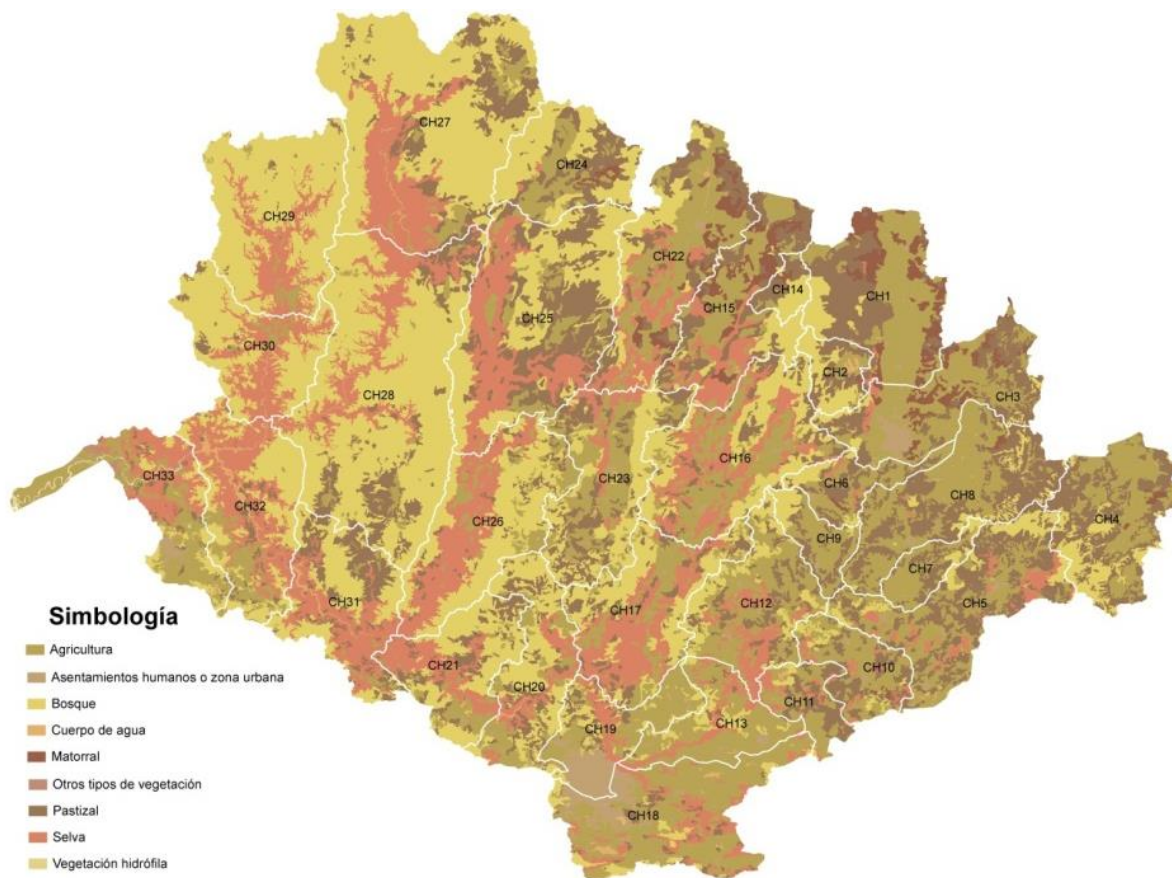 CH27
CH24
CH29
CH22
CH14
CH1
CH15
CH25
CH30
CH2
CH28
CH3
CH16
CH33
CH23
CH6
CH8
CH32
CH26
CH4
CH9
CH7
CH31
CH17
CH12
CH5
Simbología
CH21
CH10
CH20
CH11
CH19
CH13
CH18
Agricultura
Asentamientos humanos o zona urbana
Bosque
Cuerpo de agua
Matorral
Otros tipos de vegetación
Pastizal
Selva
Vegetación hidrófila